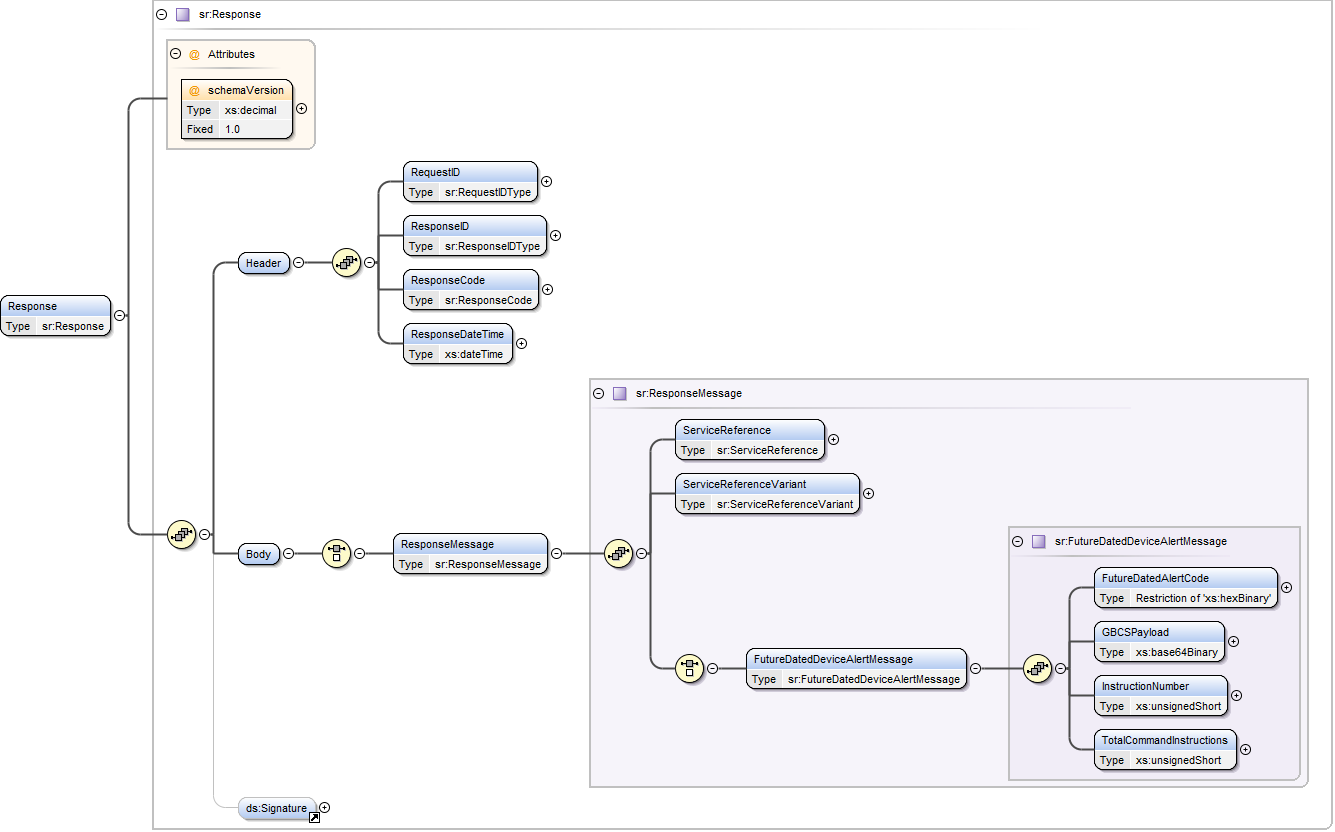 sr:Response
@ Attributes
@ schemaVersion
Type xs:decimal
Fixed 1.0
RequestID
Type sr:RequestIDType
ResponseID
Type sr:ResponseIDType
Header
ResponseCode
Type sr:ResponseCode
Response
Type sr:Response
ResponseDateTime
Type xs:dateTime
sr:ResponseMessage
ServiceReference
Type sr:ServiceReference
ServiceReferenceVariant
Type sr:ServiceReferenceVariant
Body
ResponseMessage
Type sr:ResponseMessage
sr:FutureDatedDeviceAlertMessage
FutureDatedAlertCode
Type Restriction of 'xs:hexBinary'
GBCSPayload
Type xs:base64Binary
FutureDatedDeviceAlertMessage
Type sr:FutureDatedDeviceAlertMessage
InstructionNumber
Type xs:unsignedShort
TotalCommandInstructions
Type xs:unsignedShort
ds:Signature